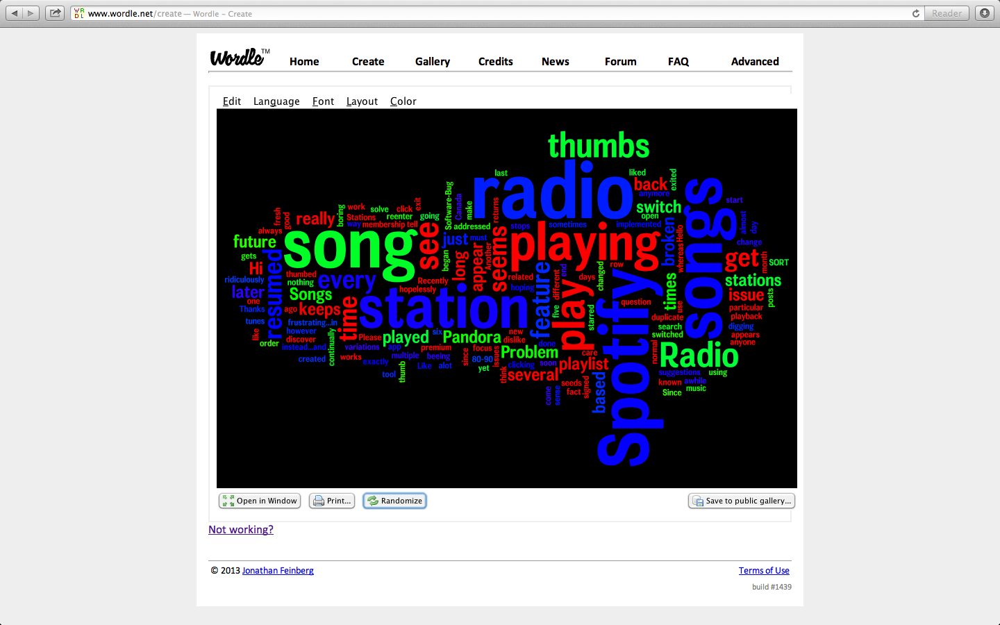 www.wordle.net/create — Wordle – Create
Reader
Wordle™
Home Create Gallery Credits News Forum FAQ Advanced
Edit Language Font Layout Color
thumbs
radio
last
liked
back
exited
anymore
switch
open
songs
start
Software-Bug
Canada
make
returns
fresh
good
really
boring
work
solve
click
exit
Stations
reenter
going
way
membership
tell
addressed
stops
sometimes
implemented
always
song
see
just
must
seems
playing
broken
Hello
whereas
almost
day
change
future
gets
Hi
resumed
began
long
appear
Another
get
month
SORT
ridiculously
thumbed
nothing
every
Recently
hopelessly
related
hoping
feature
end
different
days
changed
row
Spotify
times
stations
later
one
Songs
station
play
five
starred
question
use
issue
posts
Thanks
ago
keeps
time
particular
duplicate
playback
tunes
frustrating...in
however
like
discover
order
instead...and
continually
Please
played
six
Pandora
new
dislike
done
search
switched
digging
appears
anyone
variations
app
premium
since
focus
issues
Problem
care
normal
Radio
created
works
exactly
multiple
beeing
80-90
clicking
soon
playlist
tool
thumb
Like
alot
yet
think
several
suggestions
using
seeds
fact
signed
based
known
awhile
Since
music
come
sense
Open in Window Print... Randomize Save to public gallery...
Not working?
© 2013 Jonathan Feinberg Terms of Use
build #1439